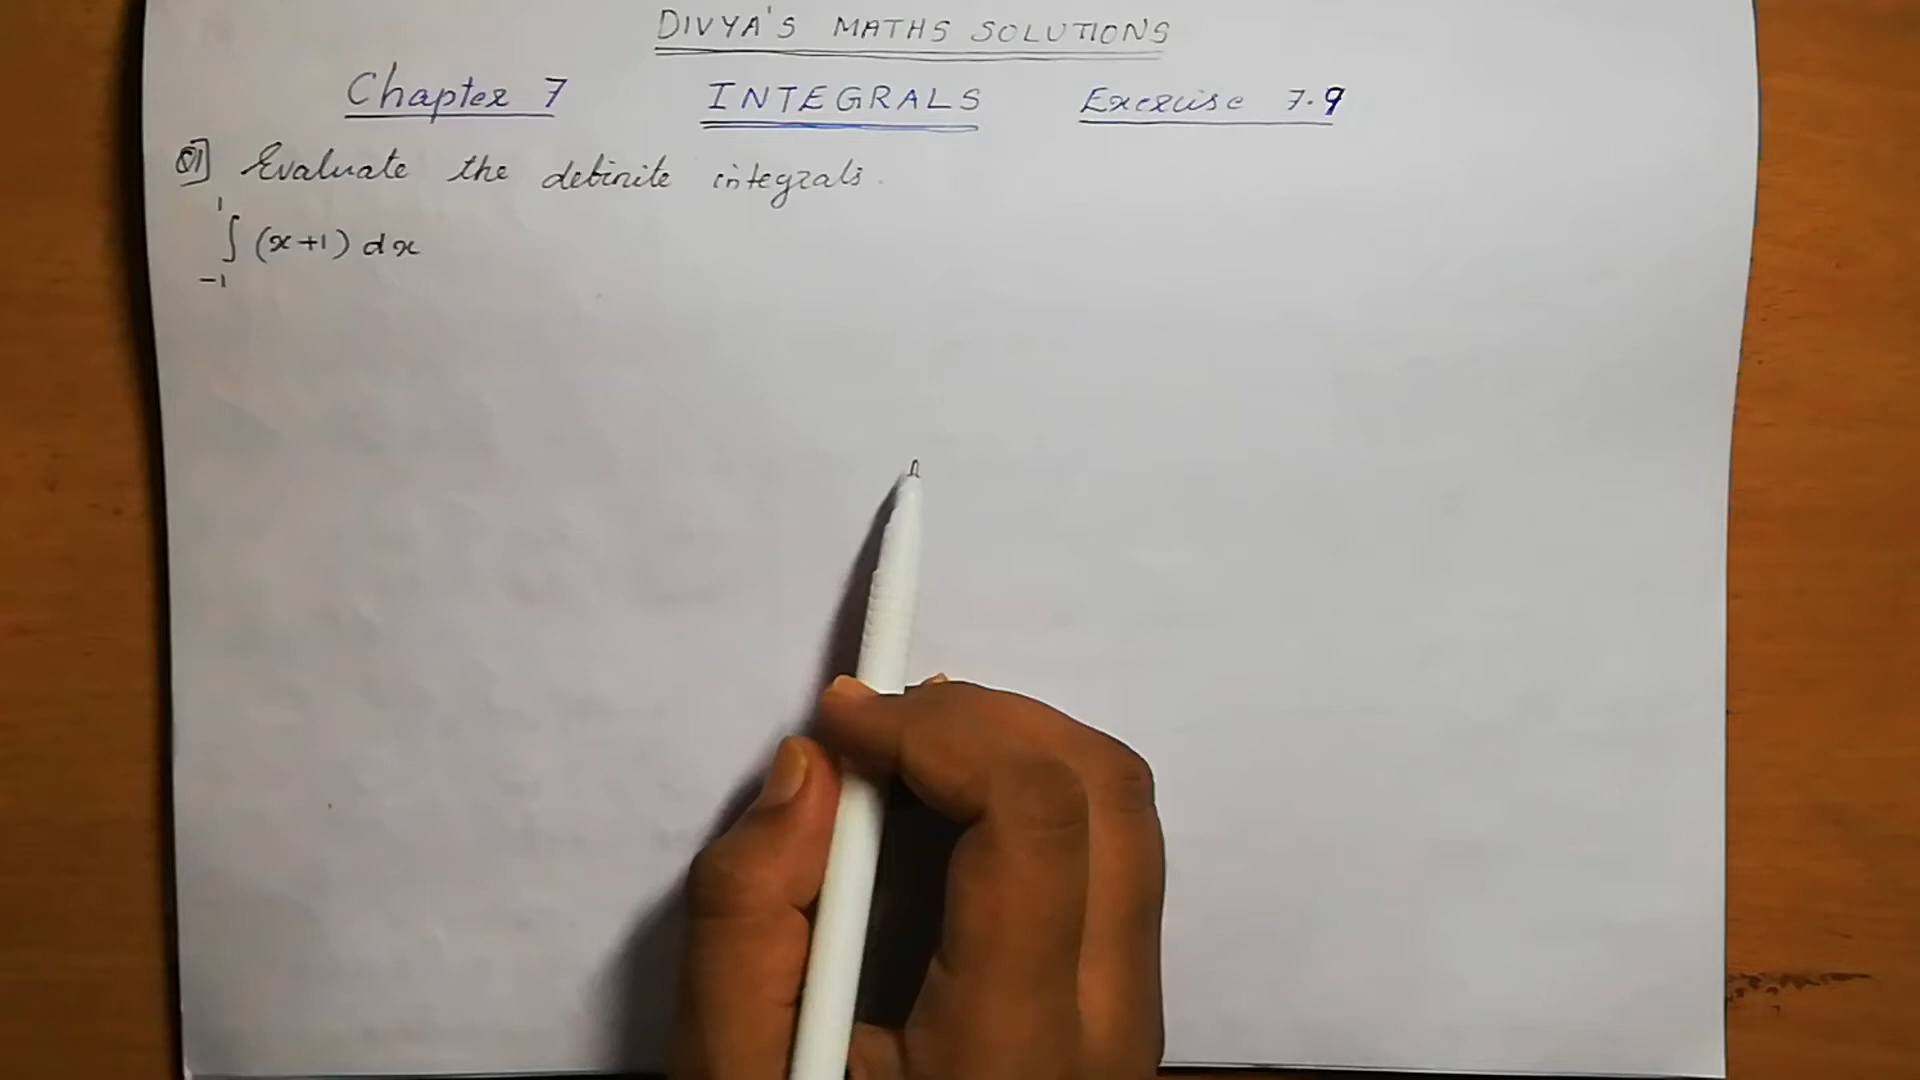 DIVYA'S MATHS SOLUTIONS
Chapter 7 INTEGRALS Exercise 7.9
Q1] Evaluate the definite integrals.
1
∫ (x+1) dx
-1